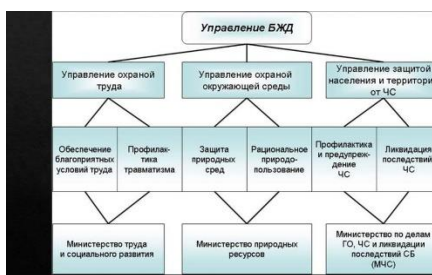 Управление БЖД
Управление охраной
труда
Управление охраной
окружающей среды
Управление защитой
населения и территори
от ЧС
Обеспечение
благоприятных
условий труда
Профилак-
тика
травматизма
Защита
природных
сред
Рациональное
природо-
пользование
Профилактика
и предупреж-
дение
ЧС
Ликвидация
последствий
ЧС
Министерство труда
и социального развития
Министерство природных
ресурсов
Министерство по делам
ГО, ЧС и ликвидации
последствий СБ
(МЧС)